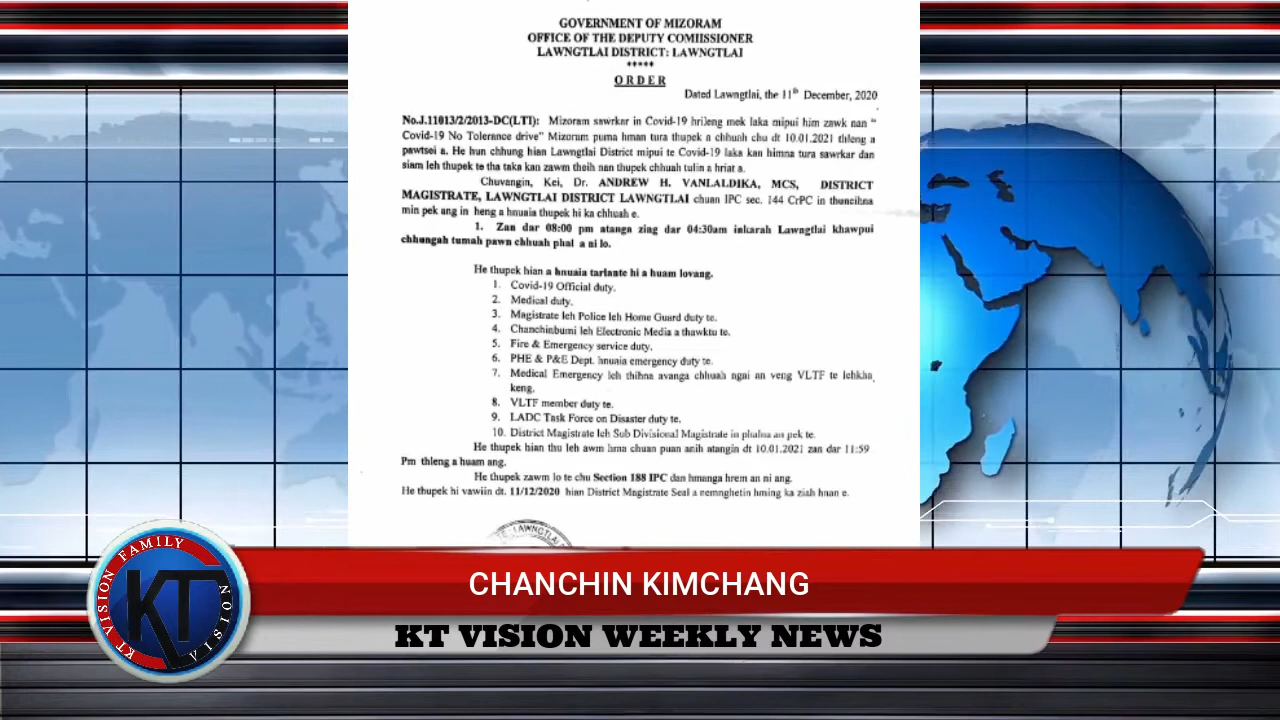 GOVERNMENT OF MIZORAM
OFFICE OF THE DEPUTY COMIISSIONER
LAWNGTLAI DISTRICT: LAWNGTLAI
*****
ORDER
Dated Lawngtlai, the 11th December, 2020
No.J.11013/2/2013-DC(LTI): Mizoram sawrkar in Covid-19 hrileng mek laka mipui him zawk nan "
Covid-19 No Tolerance drive" Mizoram puma hman tura thupek a chhuah chu dt 10.01.2021 thleng a
pawtsei a. He hun chhung hian Lawngtlai District mipui te Covid-19 laka kan himna tura sawrkar dan
siam leh thupek te tha taka kan zawm theih nan thupek chhuah tulin a hriat a.
Chuvangin, Kei, Dr. ANDREW H. VANLALDIKA, MCS, DISTRICT
MAGISTRATE, LAWNGTLAI DISTRICT LAWNGTLAI chuan IPC sec. 144 CrPC in thuneihna
min pek ang in heng a hnuaia thupek hi ka chhuah e.
1. Zan dar 08:00 pm atanga zing dar 04:30am inkarah Lawngtlai khawpui
chhungah tumah pawn chhuah phal a ni lo.
He thupek hian a hnuaia tarlante hi a huam lovang.
1. Covid-19 Official duty.
2. Medical duty.
3. Magistrate leh Police leh Home Guard duty te.
4. Chanchinbumi leh Electronic Media a thawktu te.
5. Fire & Emergency service duty.
6. PHE & P&E Dept. hnuaia emergency duty te.
7. Medical Emergency leh thihna avanga chhuah ngai an veng VLTF te lehkha
keng.
8. VLTF member duty te.
9. LADC Task Force on Disaster duty te.
10. District Magistrate leh Sub Divisional Magistrate in phalna an pek te.
He thupek hian thu leh awm hma chuan puan anih atangin dt 10.01.2021 zan dar 11:59
Pm thleng a huam ang.
He thupek zawm lo te chu Section 188 IPC dan hmanga hrem an ni ang.
He thupek hi vawiin dt. 11/12/2020 hian District Magistrate Seal a nemnghetin hming ka ziah hnan e.
LAWNGTLAI
CHANCHIN KIMCHANG
KT VISION WEEKLY NEWS
KT VISION FAMILY
KT
VISION